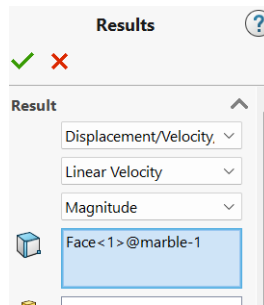 Results
?
Result
Displacement/Velocity,
Linear Velocity
Magnitude
Face<1>@marble-1